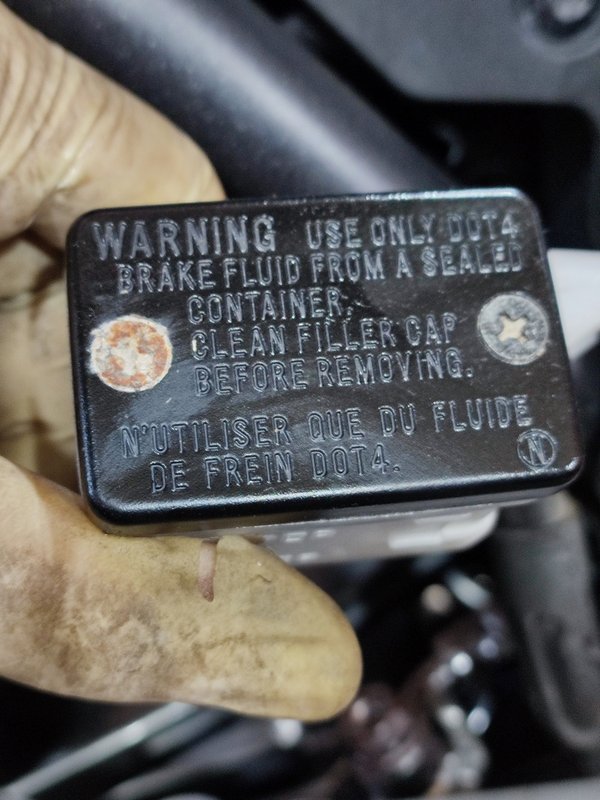 WARNING USE ONLY DOT4
BRAKE FLUID FROM A SEALED
CONTAINER.
CLEAN FILLER CAP
BEFORE REMOVING.
N'UTILISER QUE DU FLUIDE
DE FREIN DOT4.
N